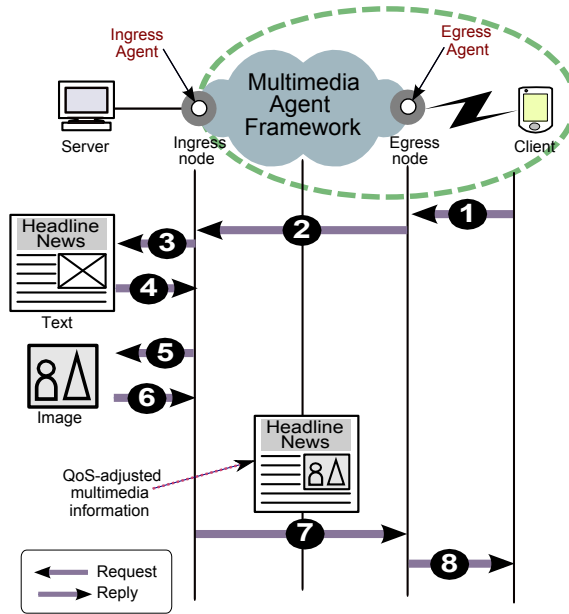 Ingress
Agent
Egress
Agent
Multimedia
Agent
Framework
Server
Ingress
node
Egress
node
Client
1
2
3
Headline
News
4
Text
5
6
Image
Headline
News
QoS-adjusted
multimedia
information
7
8
Request
Reply